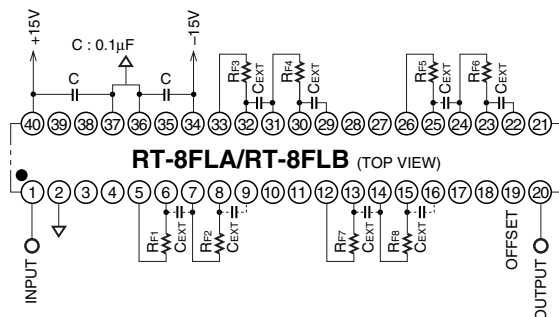 +15V
C : 0.1µF
–15V
C
C
RF3
CEXT
RF4
CEXT
RF5
CEXT
RF6
CEXT
40 39 38 37 36 35 34 33 32 31 30 29 28 27 26 25 24 23 22 21
RT-8FLA/RT-8FLB (TOP VIEW)
1 2 3 4 5 6 7 8 9 10 11 12 13 14 15 16 17 18 19 20
RF1
CEXT
RF2
CEXT
RF7
CEXT
RF8
CEXT
INPUT
OFFSET
OUTPUT